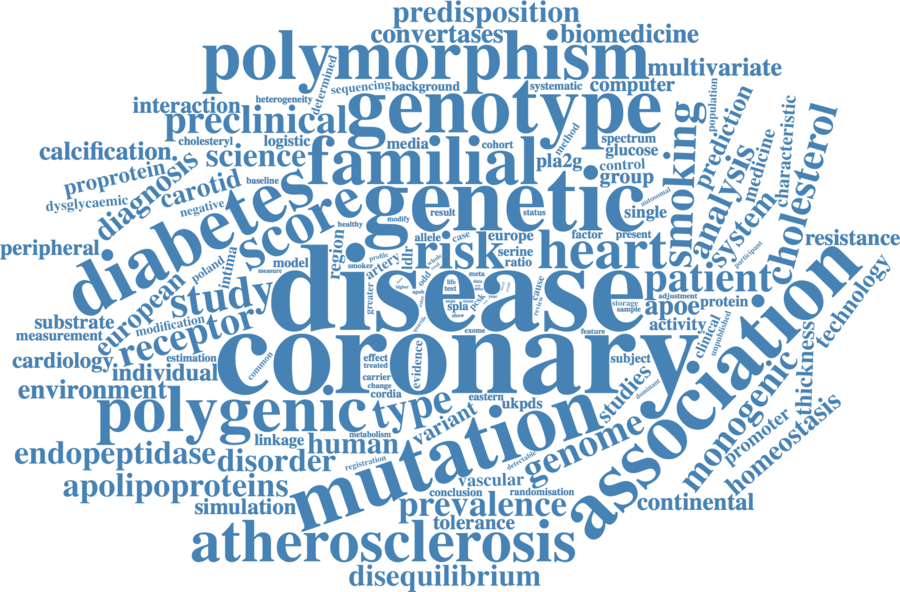 predisposition
convertases
biomedicine
polymorphism
multivariate
determined
sequencing
background
systematic
computer
heterogeneity
interaction
genotype
preclinical
population
prediction
characteristic
cholesteryl
logistic
media
cohort
method
spectrum
smoking
medicine
cholesterol
calcification
science
familial
pla2g
glucose
control
analysis
proprotein
diagnosis
carotid
baseline
group
autosomal
dysglycaemic
negative
diabetes
score
genetic
single
system
healthy
modify
result
status
allele
case
europe
factor
present
participant
peripheral
region
risk
serine
heart
resistance
intima
model
profile
artery
ldlr
ratio
poland
measure
smoker
disease
patient
european
study
greater
odd
meta
life
test
cause
review
storage
sample
adjustment
apoe
protein
technology
substrate
modification
receptor
spla
show
exome
feature
activity
clinical
unpublished
association
measurement
cardiology
estimation
common
coronary
individual
effect
treated
evidence
subject
thickness
environment
carrier
change
cordia
studies
dominant
monogenic
polygenic
type
eastern
ukpds
mutation
variant
metabolism
human
linkage
genome
promoter
homeostasis
endopeptidase
disorder
registration
detectable
vascular
apolipoproteins
conclusion
randomisation
continental
simulation
prevalence
tolerance
atherosclerosis
disequilibrium